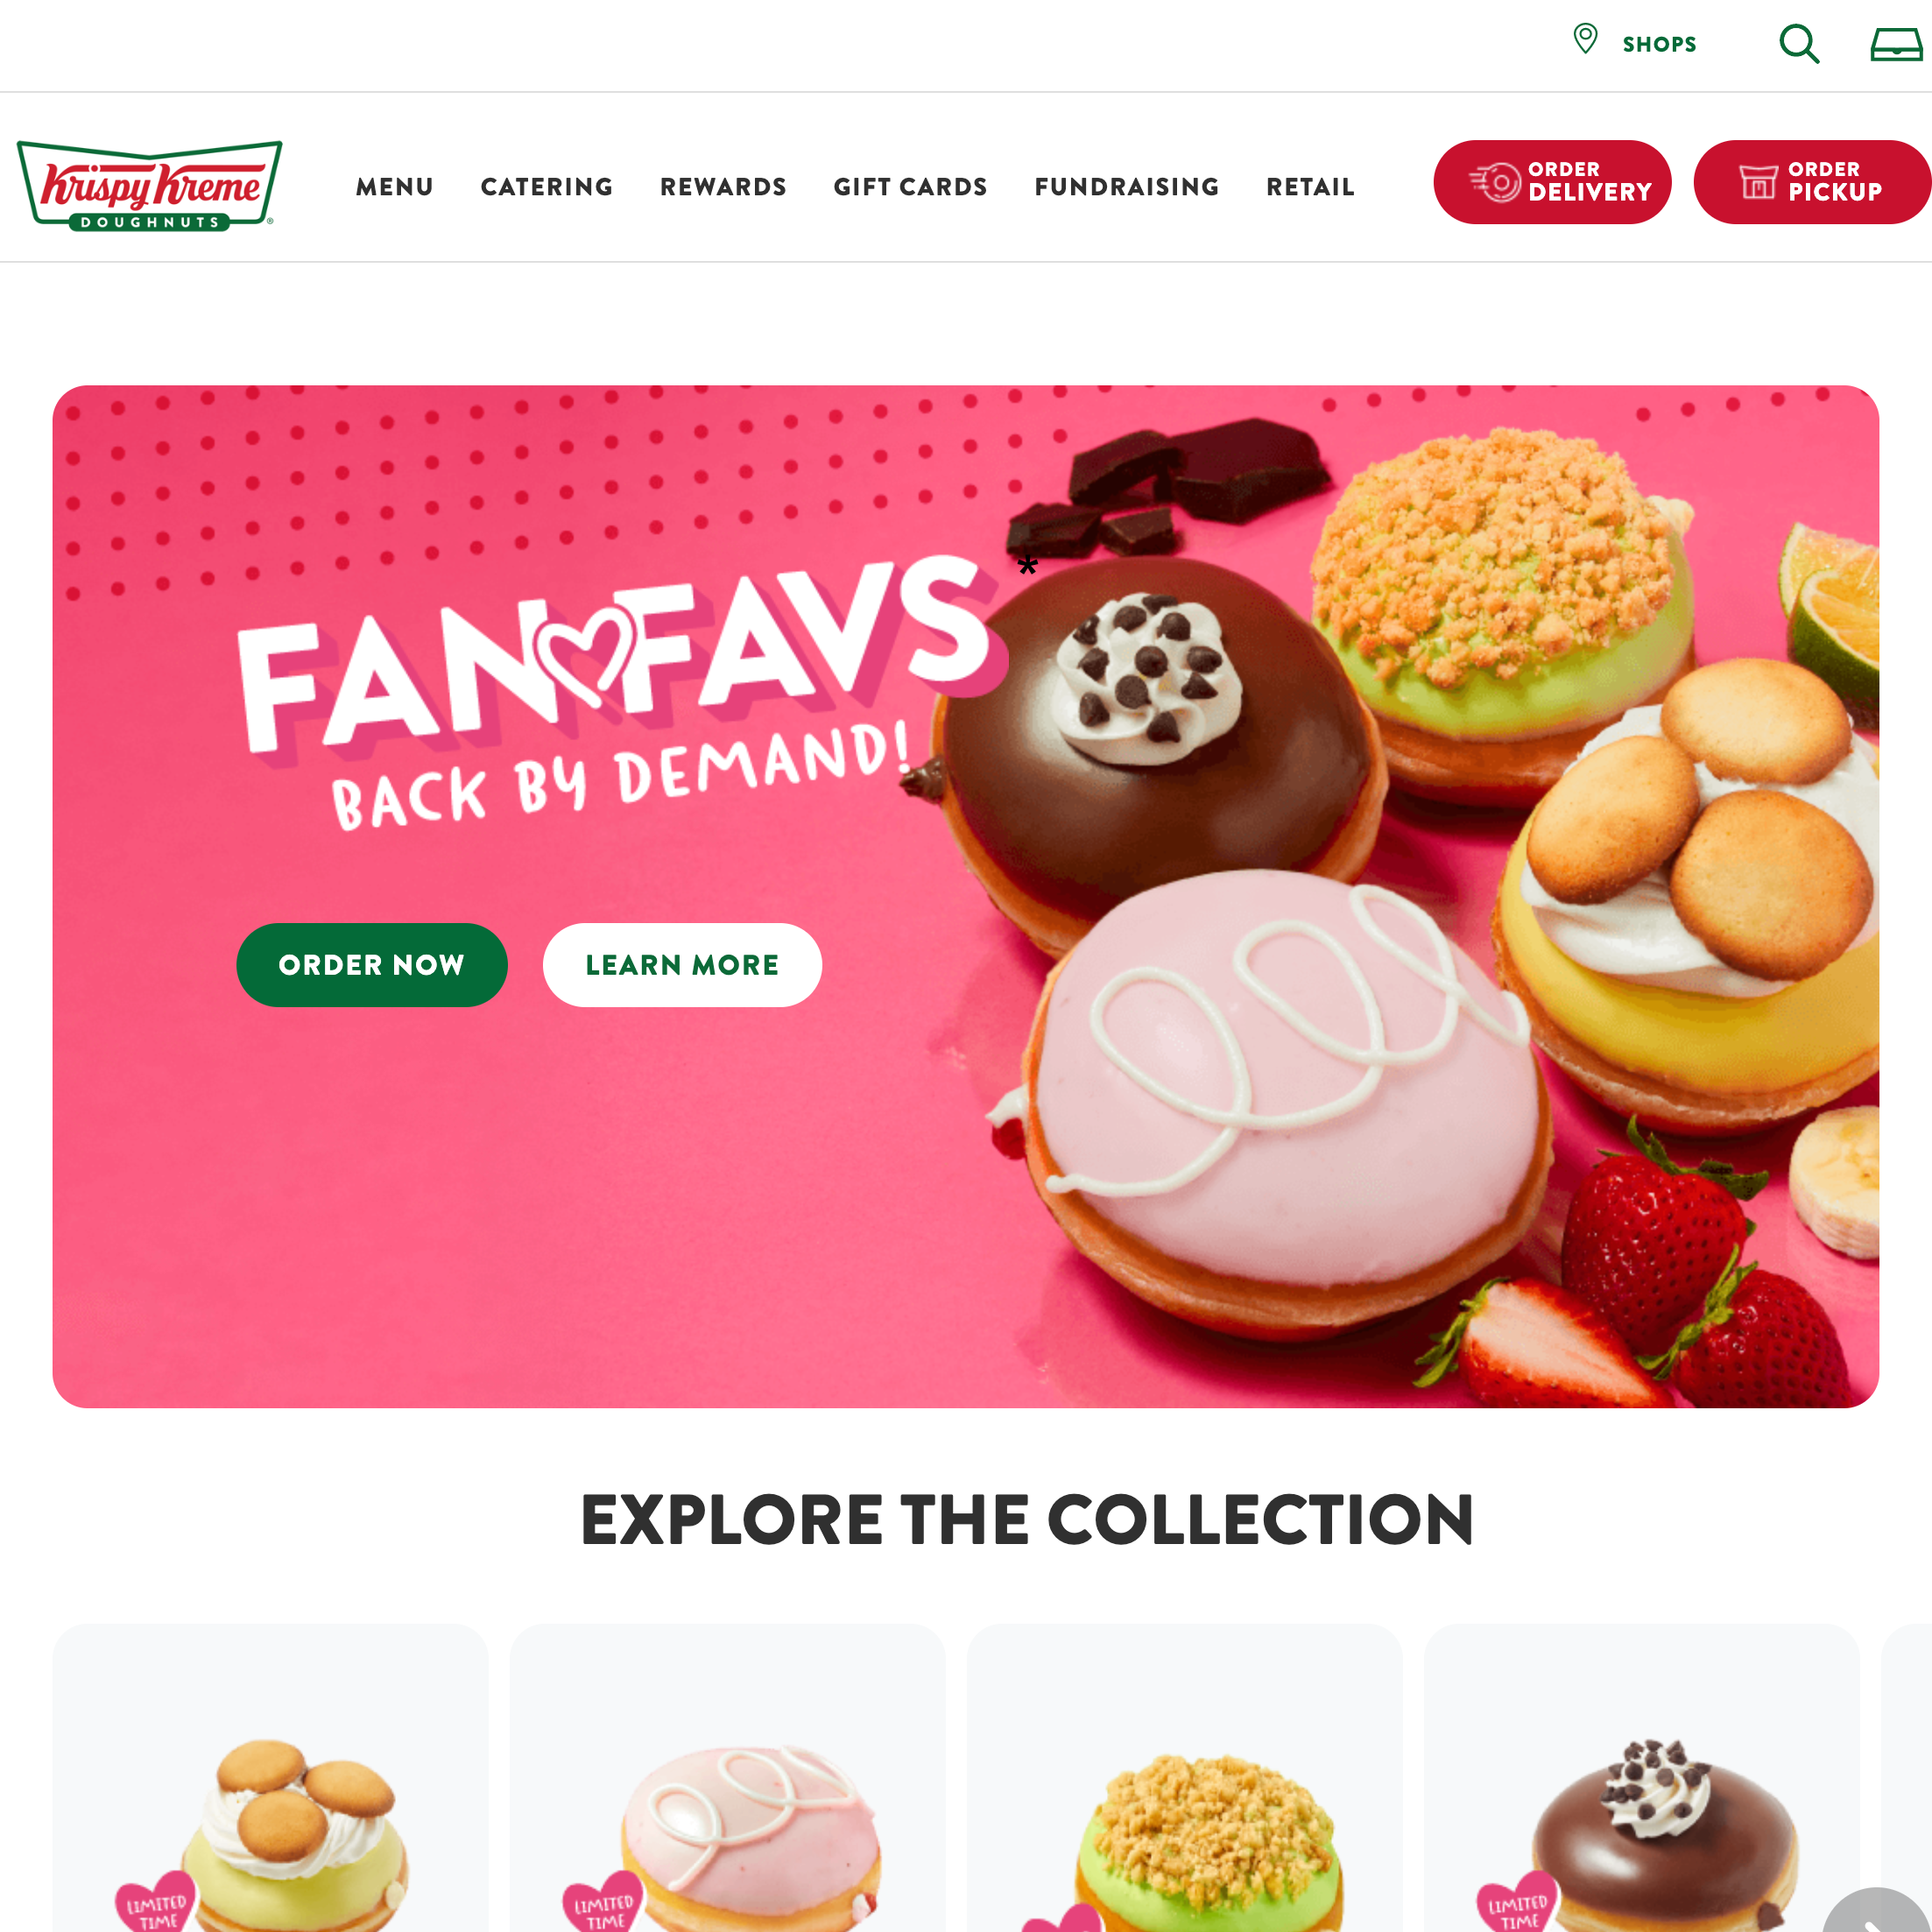 SHOPS
Krispy Kreme
DOUGHNUTS®
MENU CATERING REWARDS GIFT CARDS FUNDRAISING RETAIL
ORDER
DELIVERY
ORDER
PICKUP
FAN FAVS*
BACK BY DEMAND!
ORDER NOW LEARN MORE
EXPLORE THE COLLECTION
LIMITED
TIME
LIMITED
TIME
LIMITED
TIME